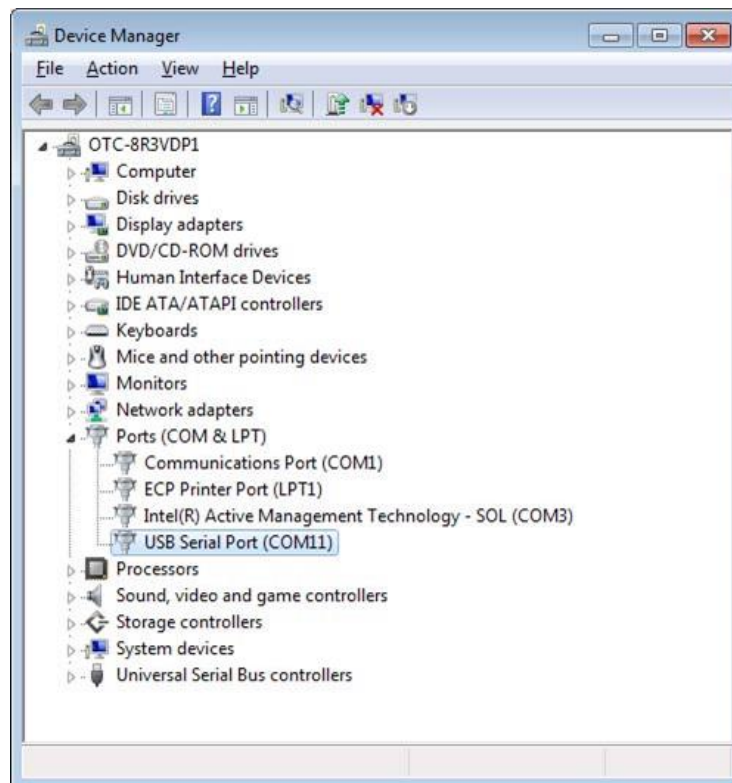 Device Manager
File Action View Help
OTC-8R3VDP1
Computer
Disk drives
Display adapters
DVD/CD-ROM drives
Human Interface Devices
IDE ATA/ATAPI controllers
Keyboards
Mice and other pointing devices
Monitors
Network adapters
Ports (COM & LPT)
Communications Port (COM1)
ECP Printer Port (LPT1)
Intel(R) Active Management Technology - SOL (COM3)
USB Serial Port (COM11)
Processors
Sound, video and game controllers
Storage controllers
System devices
Universal Serial Bus controllers